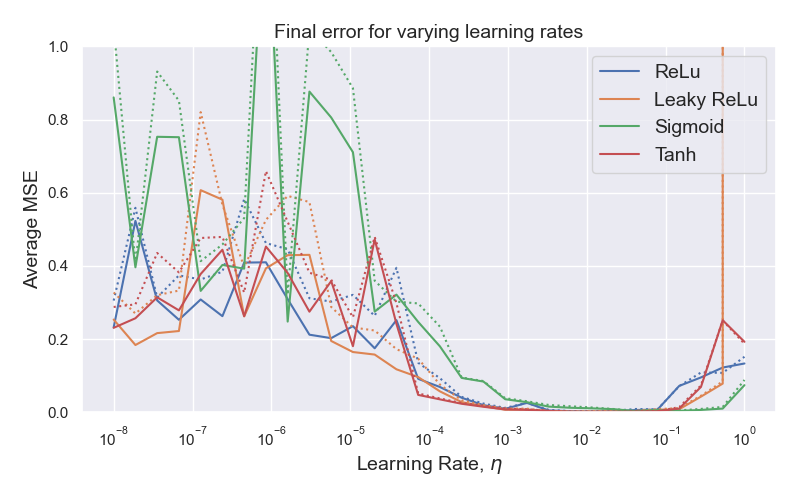 Final error for varying learning rates
1.0
0.8
0.6
0.4
0.2
0.0
Average MSE
ReLu
Leaky ReLu
Sigmoid
Tanh
10⁻⁸ 10⁻⁷ 10⁻⁶ 10⁻⁵ 10⁻⁴ 10⁻³ 10⁻² 10⁻¹ 10⁰
Learning Rate, η